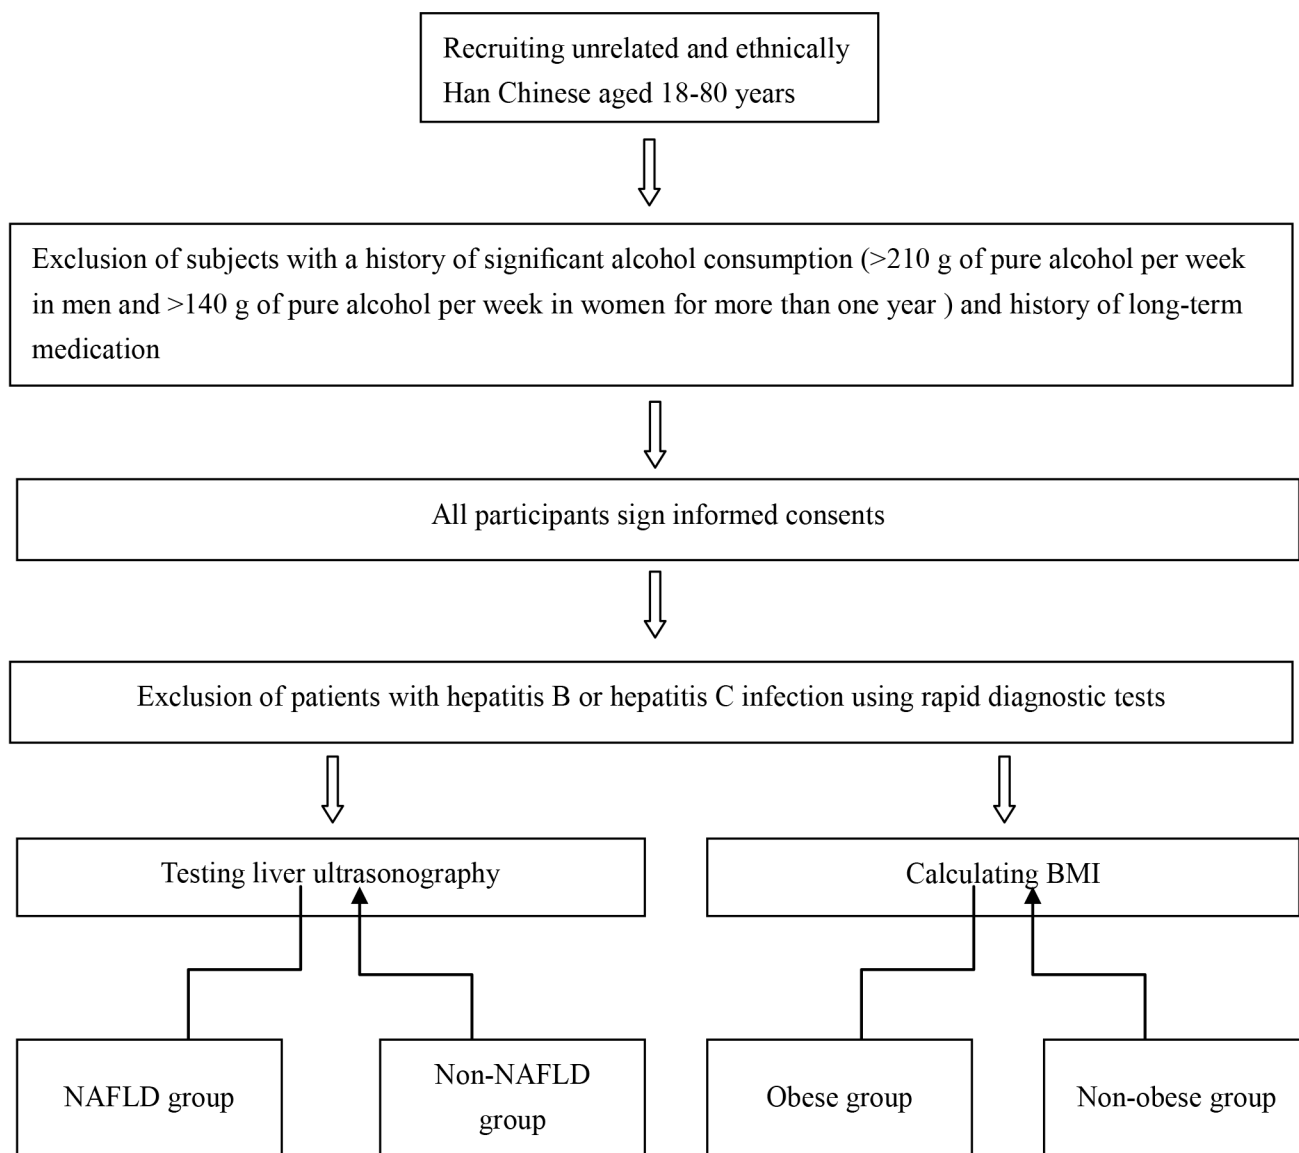 Recruiting unrelated and ethnically
Han Chinese aged 18-80 years
Exclusion of subjects with a history of significant alcohol consumption (>210 g of pure alcohol per week
in men and >140 g of pure alcohol per week in women for more than one year ) and history of long-term
medication
All participants sign informed consents
Exclusion of patients with hepatitis B or hepatitis C infection using rapid diagnostic tests
Testing liver ultrasonography
Calculating BMI
NAFLD group
Non-NAFLD
group
Obese group
Non-obese group